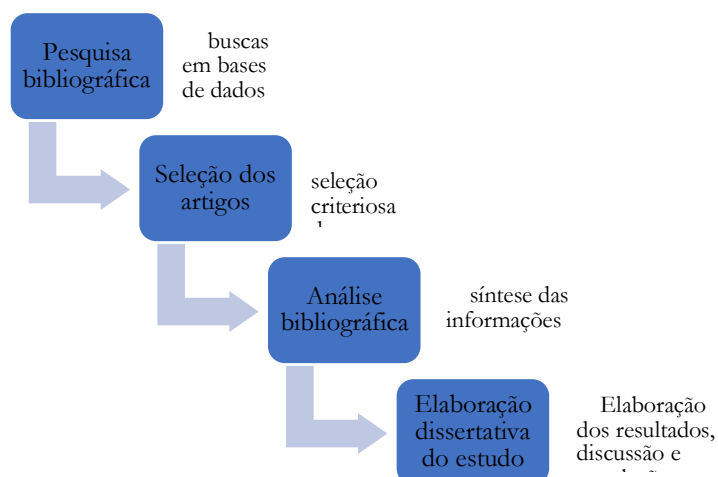 Pesquisa
bibliográfica
buscas
em bases
de dados
Seleção dos
artigos
seleção
criteriosa
Análise
bibliográfica
síntese das
informações
Elaboração
dissertativa
do estudo
Elaboração
dos resultados,
discussão e